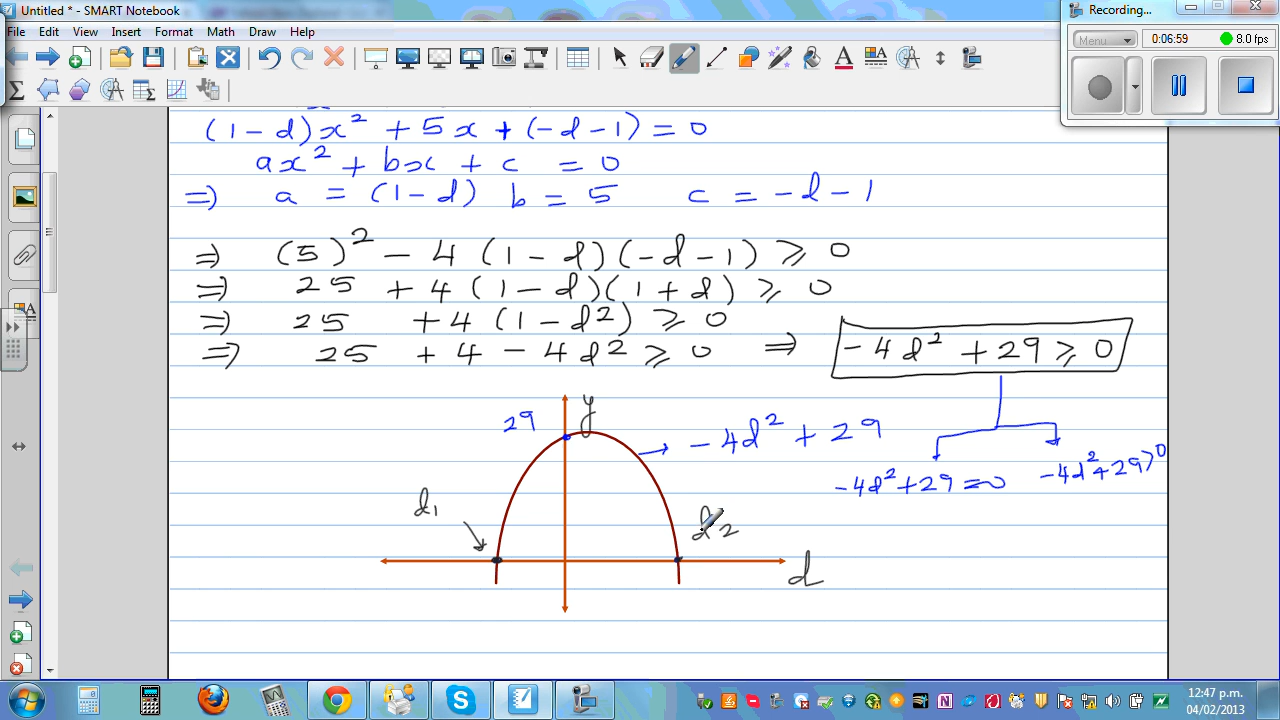 Untitled * - SMART Notebook
Recording...
File Edit View Insert Format Math Draw Help
Menu
0:06:59
8.0 fps
(1 - d)x² + 5x + (-d - 1) = 0
ax² + bx + c = 0
⇒ a = (1 - d) b = 5 c = -d - 1
⇒ (5)² - 4 (1 - d)(-d - 1) ≥ 0
⇒ 25 + 4 (1 - d)(1 + d) ≥ 0
⇒ 25 + 4 (1 - d²) ≥ 0
⇒ 25 + 4 - 4d² ≥ 0 ⇒ -4d² + 29 ≥ 0
29 y
-4d² + 29
-4d² + 29 = 0
-4d² + 29 > 0
d₁
d₂
d
12:47 p.m.
04/02/2013